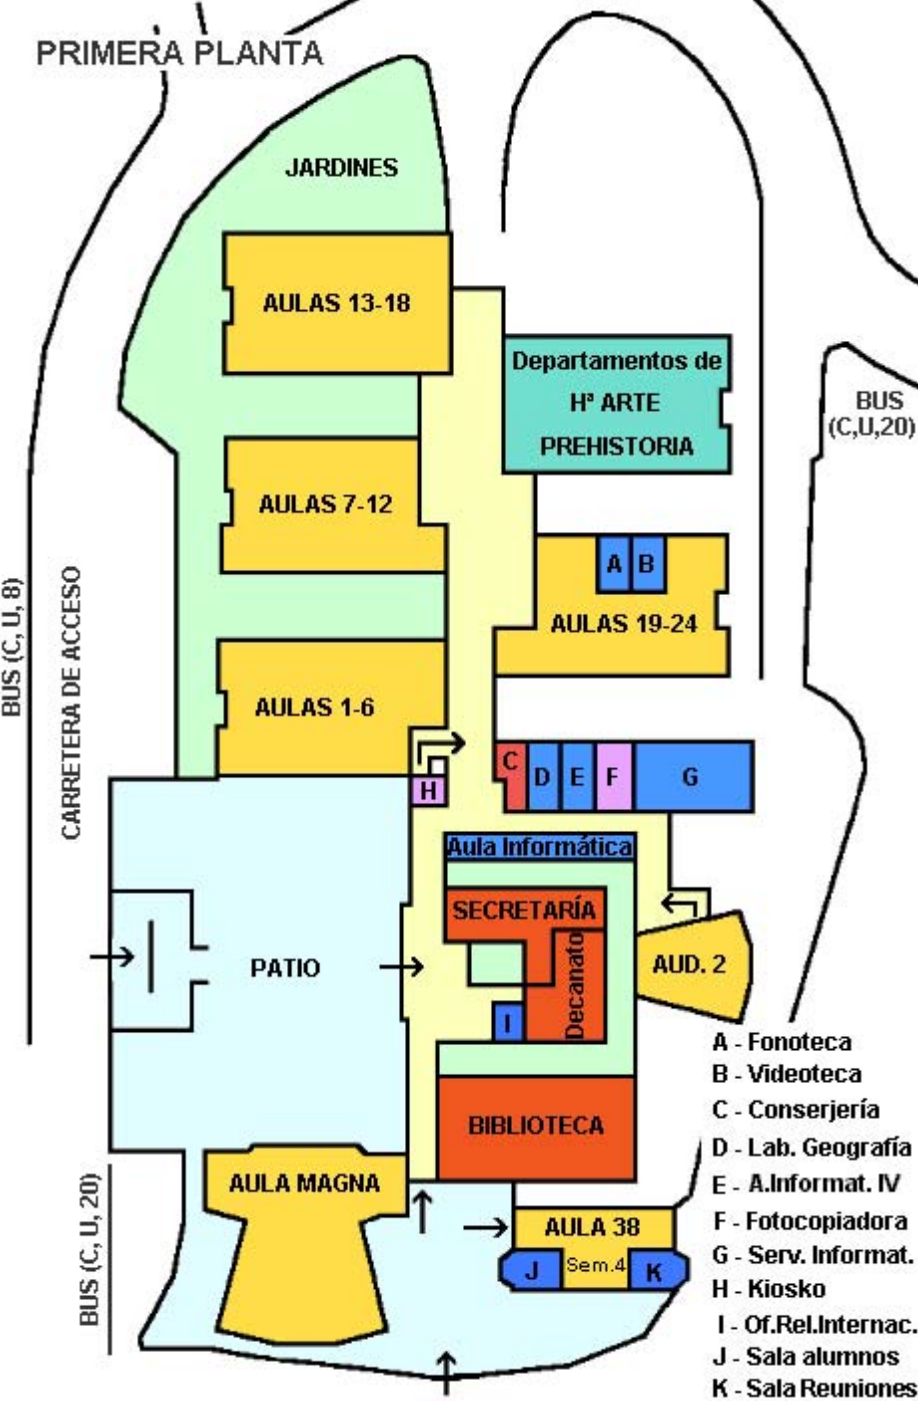 PRIMERA PLANTA
JARDINES
AULAS 13-18
Departamentos de
Hª ARTE
PREHISTORIA
BUS
(C,U,20)
AULAS 7-12
A
B
AULAS 19-24
BUS (C, U, 8)
CARRETERA DE ACCESO
AULAS 1-6
C
D
E
F
G
H
Aula Informática
SECRETARÍA
Decanato
AUD. 2
PATIO
I
BIBLIOTECA
AULA MAGNA
BUS (C, U, 20)
AULA 38
J
Sem.4
K
A - Fonoteca
B - Videoteca
C - Conserjería
D - Lab. Geografía
E - A.Informat. IV
F - Fotocopiadora
G - Serv. Informat.
H - Kiosko
I - Of.Rel.Internac.
J - Sala alumnos
K - Sala Reuniones